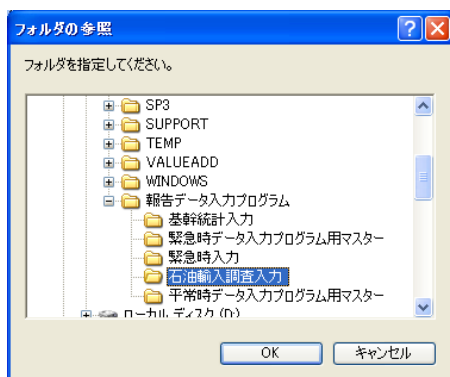 フォルダの参照
フォルダを指定してください。
SP3
SUPPORT
TEMP
VALUEADD
WINDOWS
報告データ入力プログラム
基幹統計入力
緊急時データ入力プログラム用マスター
緊急時入力
石油輸入調査入力
平常時データ入力プログラム用マスター
ローカル ディスク (D:)
OK
キャンセル